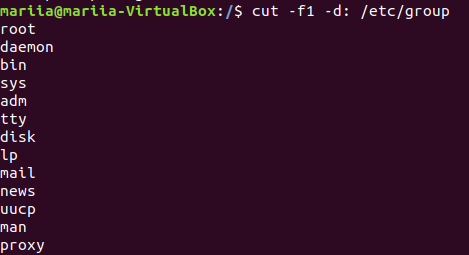 mariia@mariia-VirtualBox:/$ cut -f1 -d: /etc/group
root
daemon
bin
sys
adm
tty
disk
lp
mail
news
uucp
man
proxy